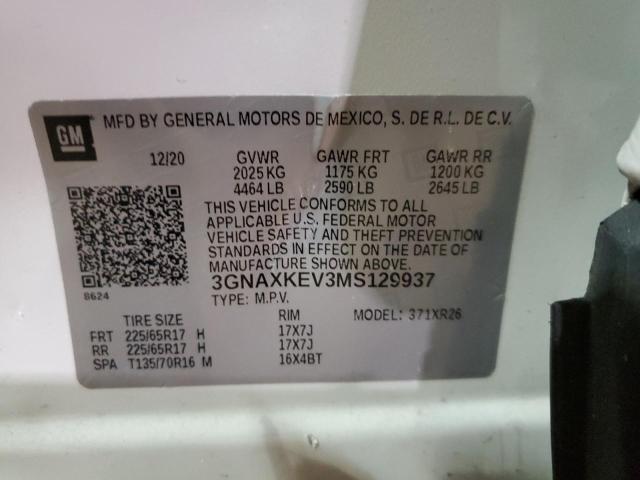 GM
MFD BY GENERAL MOTORS DE MEXICO, S. DE R.L. DE C.V.
12/20 GVWR GAWR FRT GAWR RR
2025 KG 1175 KG 1200 KG
4464 LB 2590 LB 2645 LB
THIS VEHICLE CONFORMS TO ALL
APPLICABLE U.S. FEDERAL MOTOR
VEHICLE SAFETY AND THEFT PREVENTION
STANDARDS IN EFFECT ON THE DATE OF
MANUFACTURE SHOWN ABOVE.
8624
3GNAXKEV3MS129937
TYPE: M.P.V.
TIRE SIZE RIM MODEL: 371XR26
FRT 225/65R17 H 17X7J
RR 225/65R17 H 17X7J
SPA T135/70R16 M 16X4BT